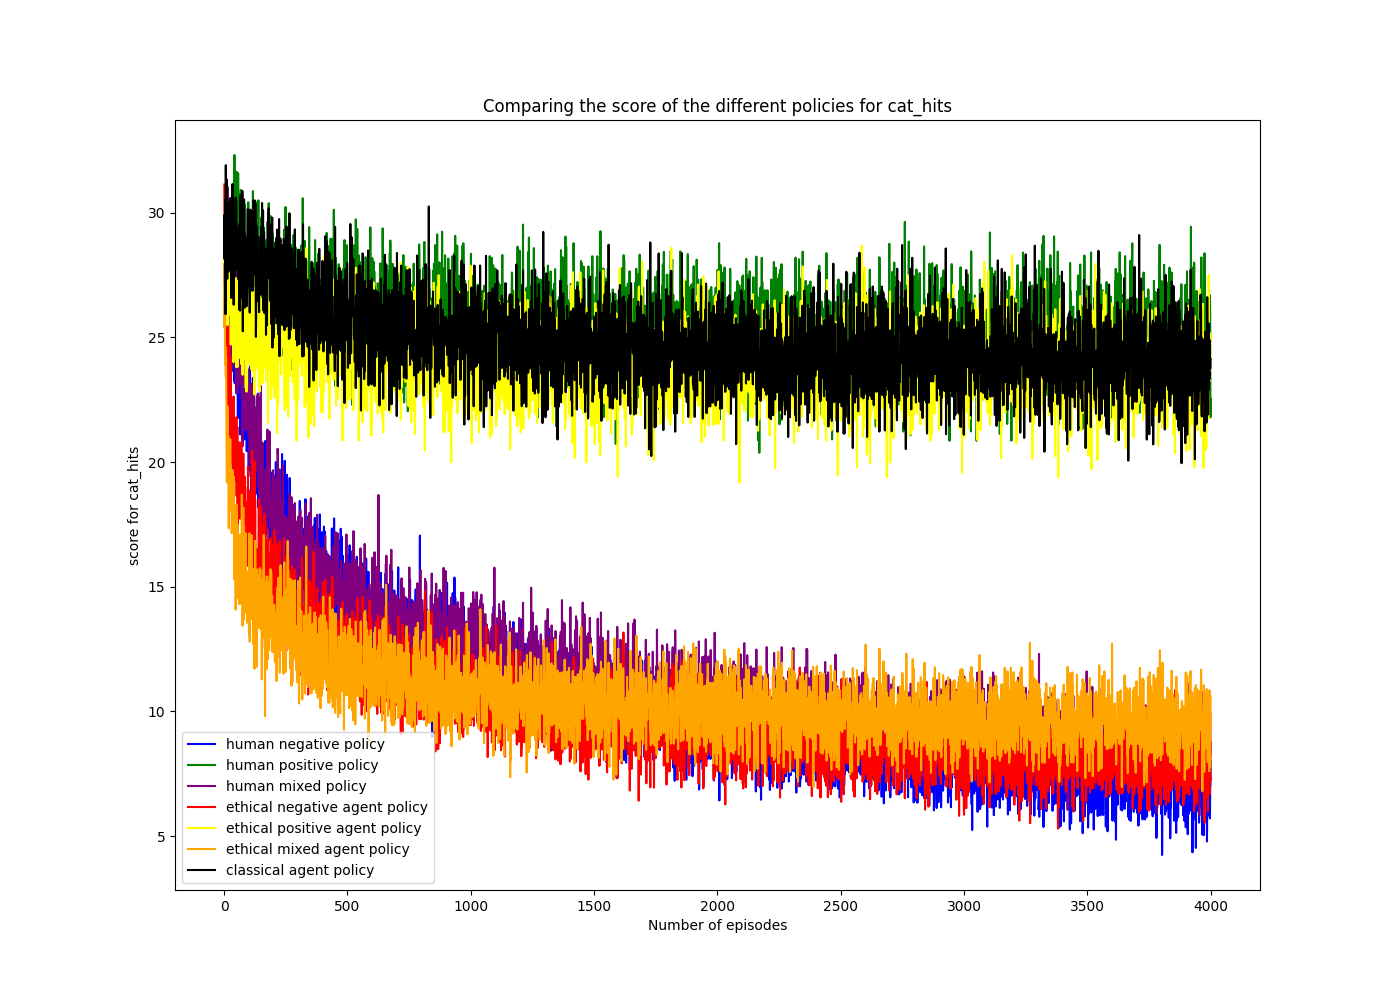 Comparing the score of the different policies for cat_hits
score for cat_hits
30
25
20
15
10
5
human negative policy
human positive policy
human mixed policy
ethical negative agent policy
ethical positive agent policy
ethical mixed agent policy
classical agent policy
0 500 1000 1500 2000 2500 3000 3500 4000
Number of episodes